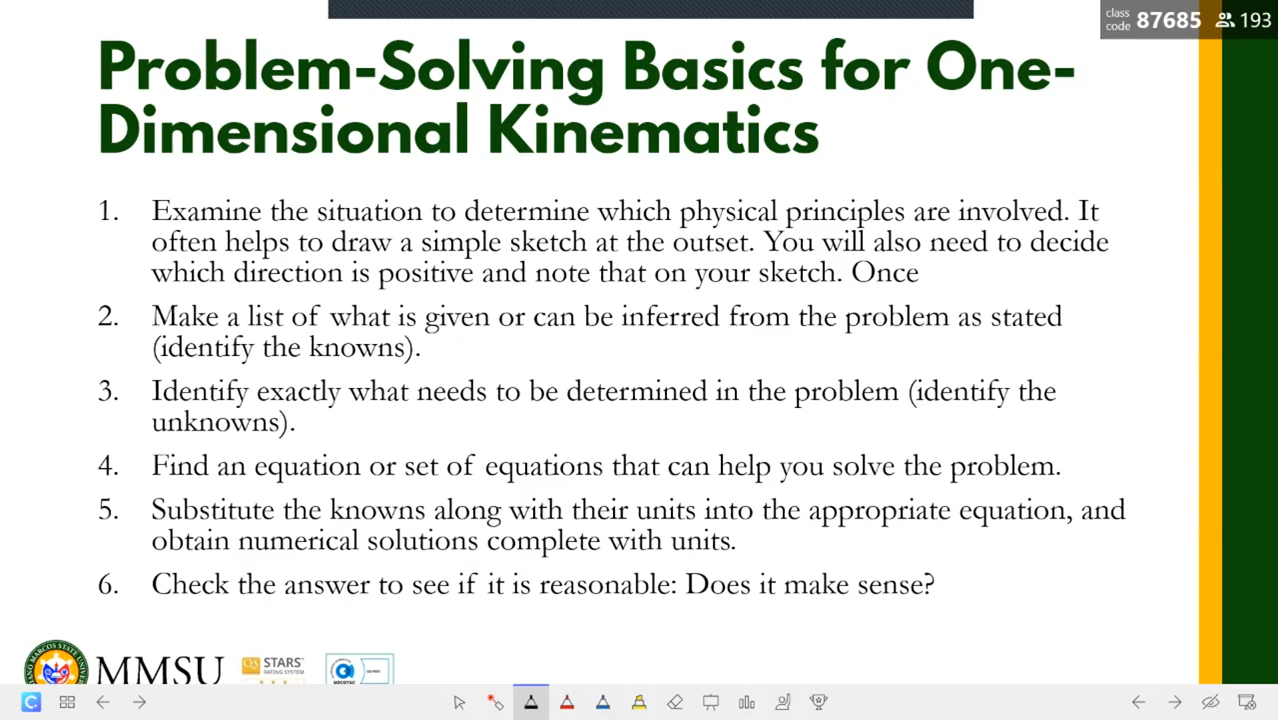 class
code 87685 193
Problem-Solving Basics for One-
Dimensional Kinematics
1. Examine the situation to determine which physical principles are involved. It
often helps to draw a simple sketch at the outset. You will also need to decide
which direction is positive and note that on your sketch. Once
2. Make a list of what is given or can be inferred from the problem as stated
(identify the knowns).
3. Identify exactly what needs to be determined in the problem (identify the
unknowns).
4. Find an equation or set of equations that can help you solve the problem.
5. Substitute the knowns along with their units into the appropriate equation, and
obtain numerical solutions complete with units.
6. Check the answer to see if it is reasonable: Does it make sense?
MMSU
QS STARS
RATING SYSTEM